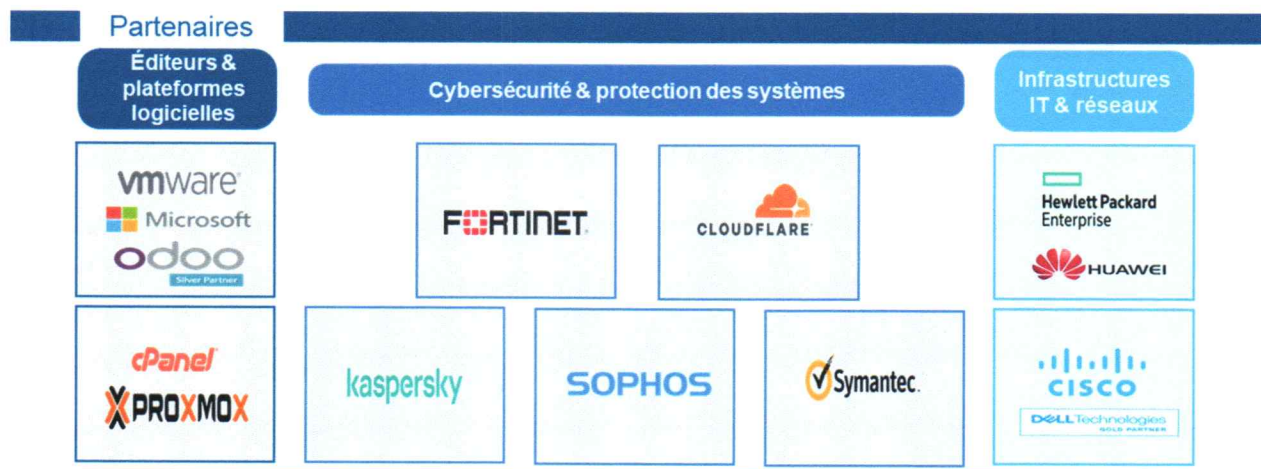 Partenaires
Éditeurs &
plateformes
logicielles
Cybersécurité & protection des systèmes
Infrastructures
IT & réseaux
vmware
Microsoft
odoo
Silver Partner
FORTINET
CLOUDFLARE
Hewlett Packard
Enterprise
HUAWEI
cPanel
PROXMOX
kaspersky
SOPHOS
Symantec.
CISCO
DELL Technologies
GOLD PARTNER